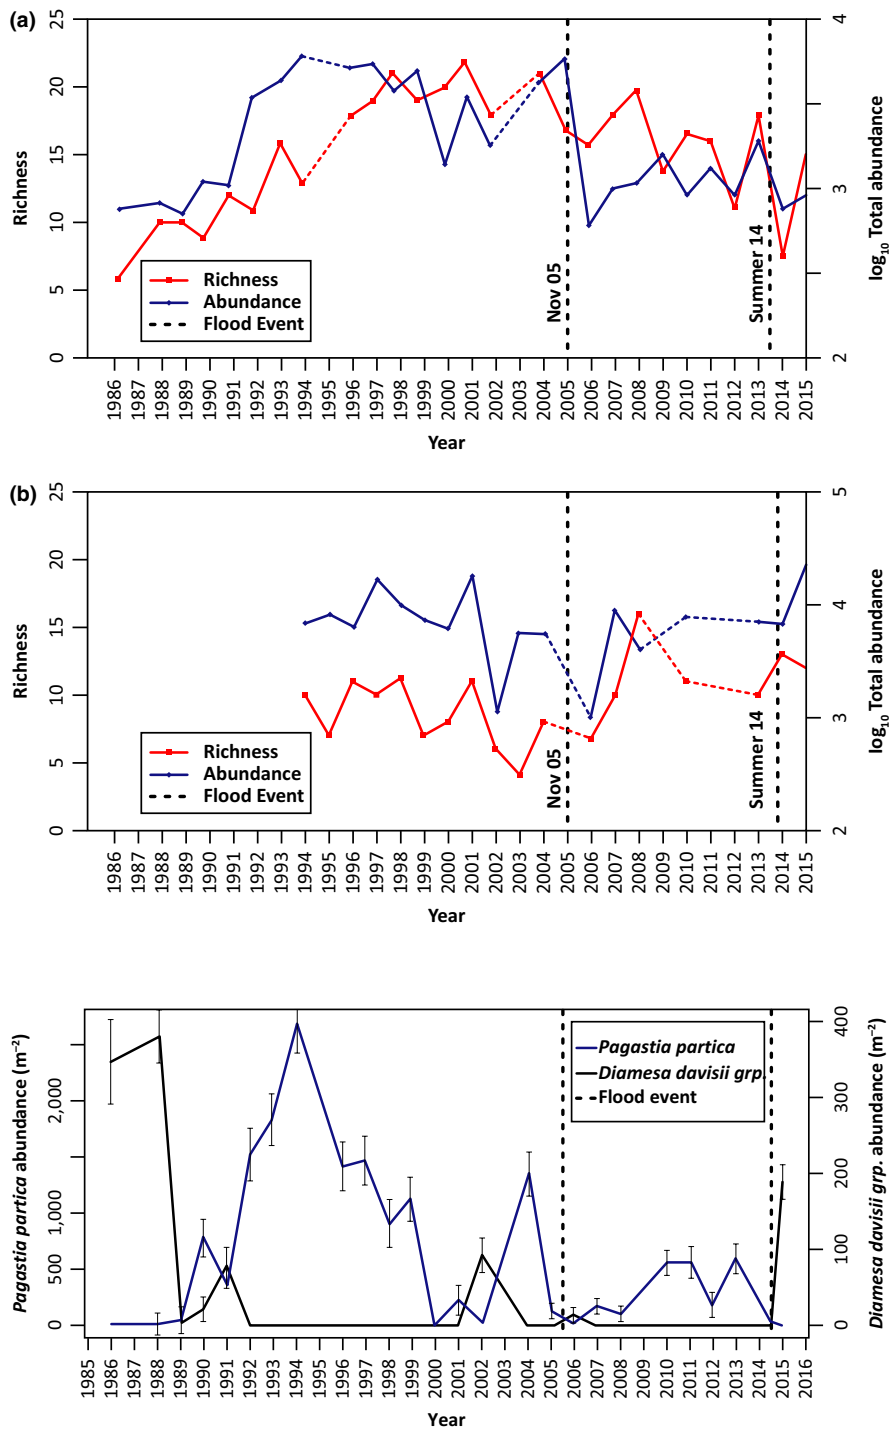 (a)
25
20
15
10
5
0
Richness
4
3
2
log10 Total abundance
Richness
Abundance
Flood Event
Nov 05
Summer 14
1986 1987 1988 1989 1990 1991 1992 1993 1994 1995 1996 1997 1998 1999 2000 2001 2002 2003 2004 2005 2006 2007 2008 2009 2010 2011 2012 2013 2014 2015
Year
(b)
25
20
15
10
5
0
Richness
5
4
3
2
log10 Total abundance
Richness
Abundance
Flood Event
Nov 05
Summer 14
1986 1987 1988 1989 1990 1991 1992 1993 1994 1995 1996 1997 1998 1999 2000 2001 2002 2003 2004 2005 2006 2007 2008 2009 2010 2011 2012 2013 2014 2015
Year
2,000
1,000
500
0
Pagastia partica abundance (m⁻²)
400
300
200
100
0
Diamesa davisii grp. abundance (m⁻²)
Pagastia partica
Diamesa davisii grp.
Flood event
1985 1986 1988 1989 1990 1991 1992 1993 1994 1995 1996 1997 1998 1999 2000 2001 2002 2003 2004 2005 2006 2007 2008 2009 2010 2011 2012 2013 2014 2015 2016
Year